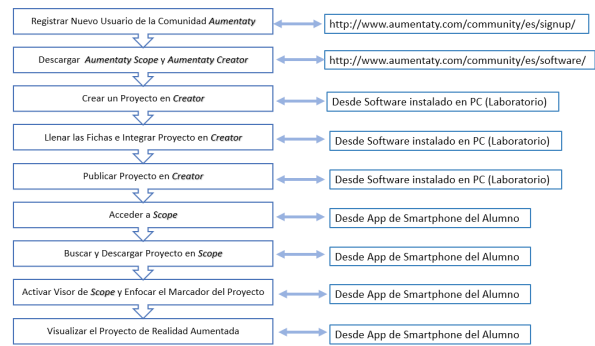 Registrar Nuevo Usuario de la Comunidad Aumentaty
http://www.aumentaty.com/community/es/signup/
Descargar Aumentaty Scope y Aumentaty Creator
http://www.aumentaty.com/community/es/software/
Crear un Proyecto en Creator
Desde Software instalado en PC (Laboratorio)
Llenar las Fichas e Integrar Proyecto en Creator
Desde Software instalado en PC (Laboratorio)
Publicar Proyecto en Creator
Desde Software instalado en PC (Laboratorio)
Acceder a Scope
Desde App de Smartphone del Alumno
Buscar y Descargar Proyecto en Scope
Desde App de Smartphone del Alumno
Activar Visor de Scope y Enfocar el Marcador del Proyecto
Desde App de Smartphone del Alumno
Visualizar el Proyecto de Realidad Aumentada
Desde App de Smartphone del Alumno